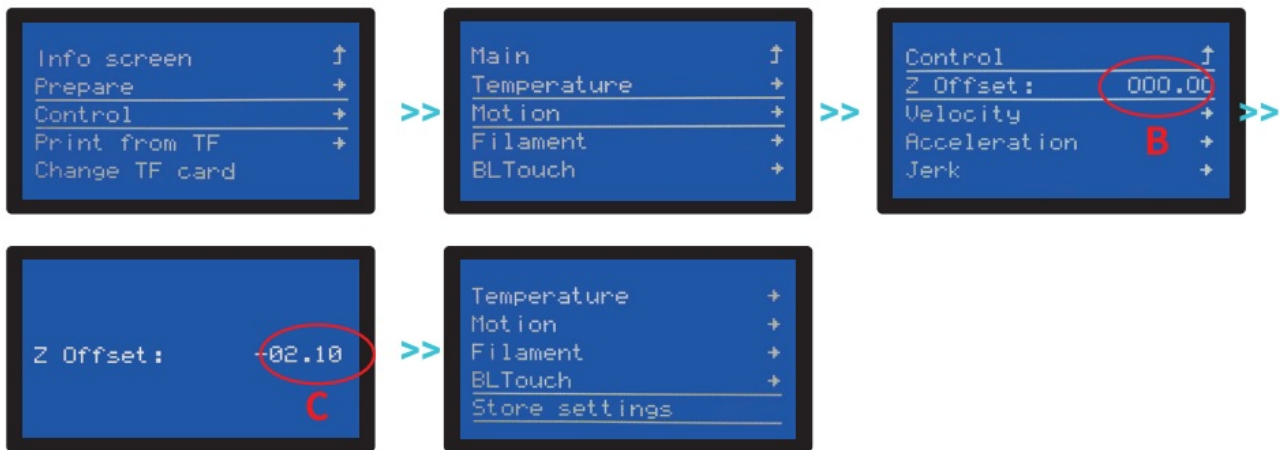 Info screen
Prepare
Control
Print from TF
Change TF card
>>
Main
Temperature
Motion
Filament
BLTouch
>>
Control
Z Offset: 000.00
Velocity
Acceleration
Jerk
B
>>
Z Offset: -02.10
C
>>
Temperature
Motion
Filament
BLTouch
Store settings